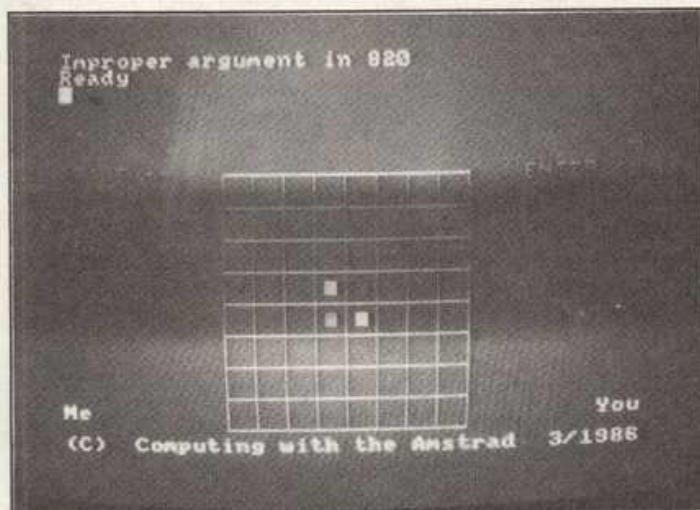 Improper argument in 820
Ready
Me You
(C) Computing with the Amstrad 3/1986